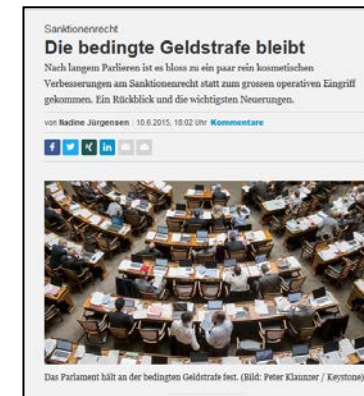 Sanktionenrecht
Die bedingte Geldstrafe bleibt
Nach langem Parlieren ist es bloss zu ein paar rein kosmetischen
Verbesserungen am Sanktionenrecht statt zum grossen operativen Eingriff
gekommen. Ein Rückblick und die wichtigsten Neuerungen.
von Nadine Jürgensen 10.6.2015, 18:02 Uhr Kommentare
Das Parlament hält an der bedingten Geldstrafe fest. (Bild: Peter Klaunzer / Keystone)